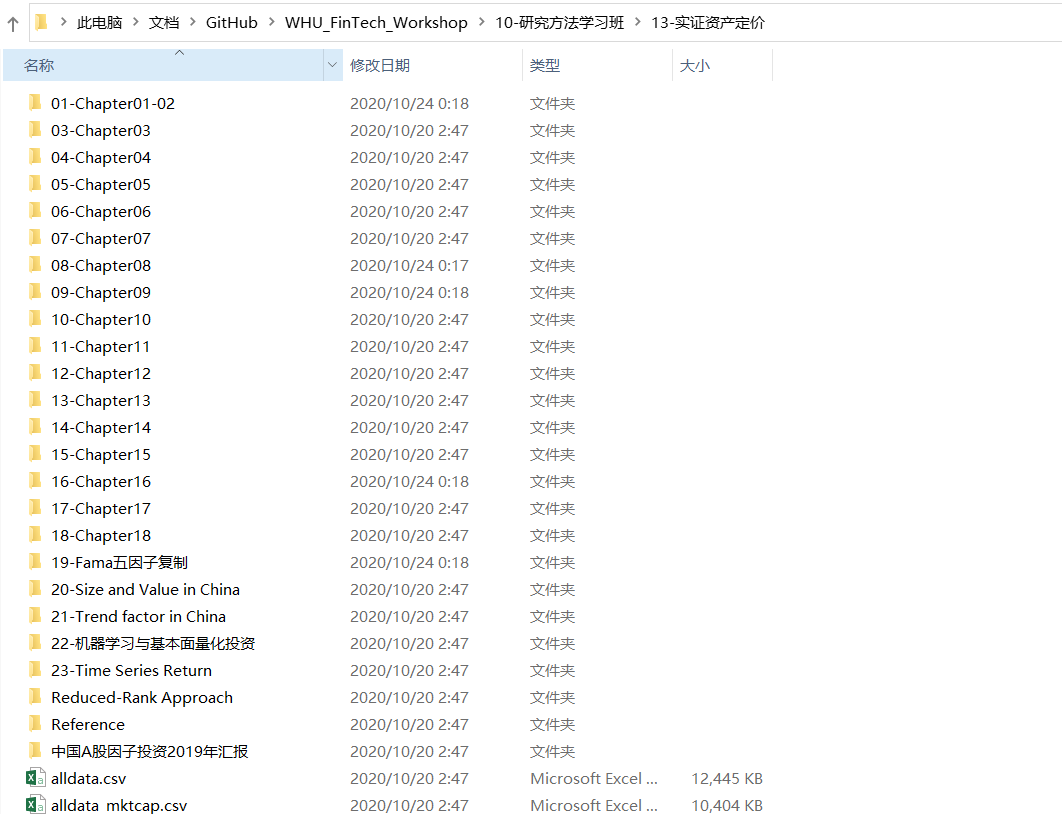 此电脑 文档 GitHub WHU_FinTech_Workshop 10-研究方法学习班 13-实证资产定价
名称 修改日期 类型 大小
01-Chapter01-02 2020/10/24 0:18 文件夹
03-Chapter03 2020/10/20 2:47 文件夹
04-Chapter04 2020/10/20 2:47 文件夹
05-Chapter05 2020/10/20 2:47 文件夹
06-Chapter06 2020/10/20 2:47 文件夹
07-Chapter07 2020/10/20 2:47 文件夹
08-Chapter08 2020/10/24 0:17 文件夹
09-Chapter09 2020/10/24 0:18 文件夹
10-Chapter10 2020/10/20 2:47 文件夹
11-Chapter11 2020/10/20 2:47 文件夹
12-Chapter12 2020/10/20 2:47 文件夹
13-Chapter13 2020/10/20 2:47 文件夹
14-Chapter14 2020/10/20 2:47 文件夹
15-Chapter15 2020/10/20 2:47 文件夹
16-Chapter16 2020/10/24 0:18 文件夹
17-Chapter17 2020/10/20 2:47 文件夹
18-Chapter18 2020/10/20 2:47 文件夹
19-Fama五因子复制 2020/10/24 0:18 文件夹
20-Size and Value in China 2020/10/20 2:47 文件夹
21-Trend factor in China 2020/10/20 2:47 文件夹
22-机器学习与基本面量化投资 2020/10/20 2:47 文件夹
23-Time Series Return 2020/10/20 2:47 文件夹
Reduced-Rank Approach 2020/10/20 2:47 文件夹
Reference 2020/10/20 2:47 文件夹
中国A股因子投资2019年汇报 2020/10/20 2:47 文件夹
alldata.csv 2020/10/20 2:47 Microsoft Excel ... 12,445 KB
alldata_mktcap.csv 2020/10/20 2:47 Microsoft Excel ... 10,404 KB